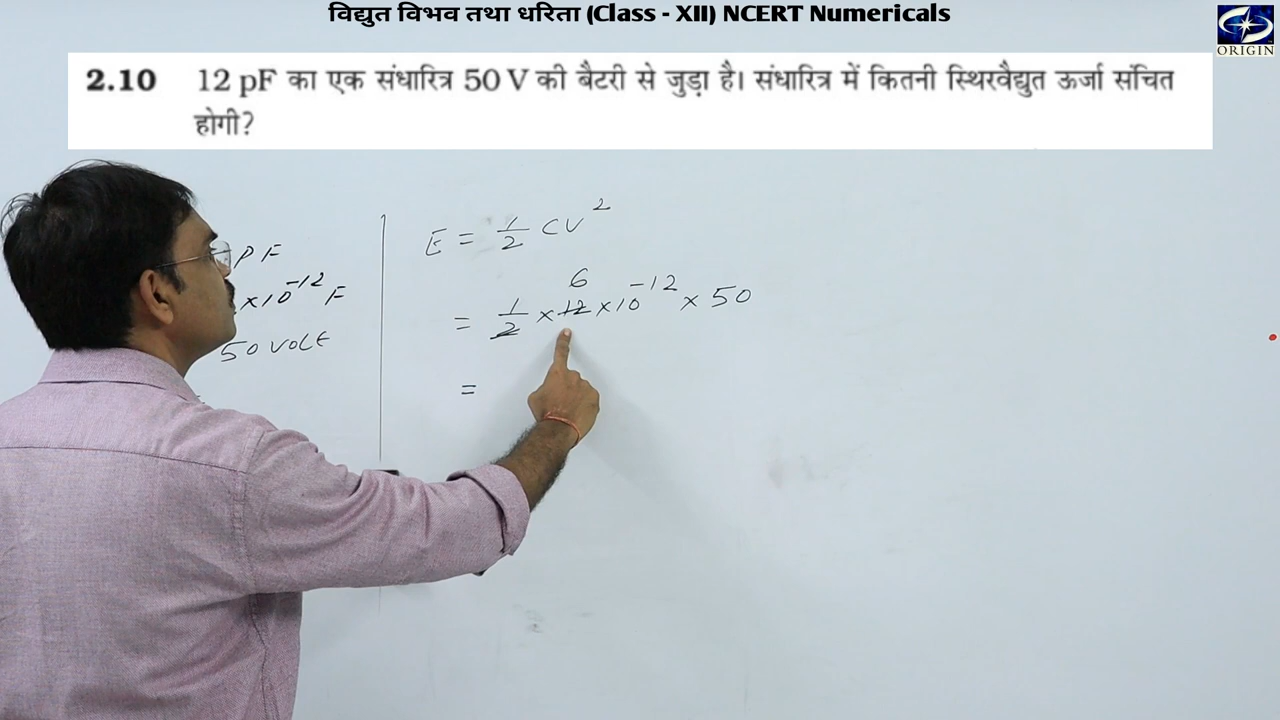 विद्युत विभव तथा धरिता (Class - XII) NCERT Numericals
ORIGIN
2.10 12 pF का एक संधारित्र 50 V की बैटरी से जुड़ा है। संधारित्र में कितनी स्थिरवैद्युत ऊर्जा संचित
होगी?
PF
×10⁻¹² F
50 VOLT
E = 1/2 CV²
6
= 1/2 × 12 × 10⁻¹² × 50
=